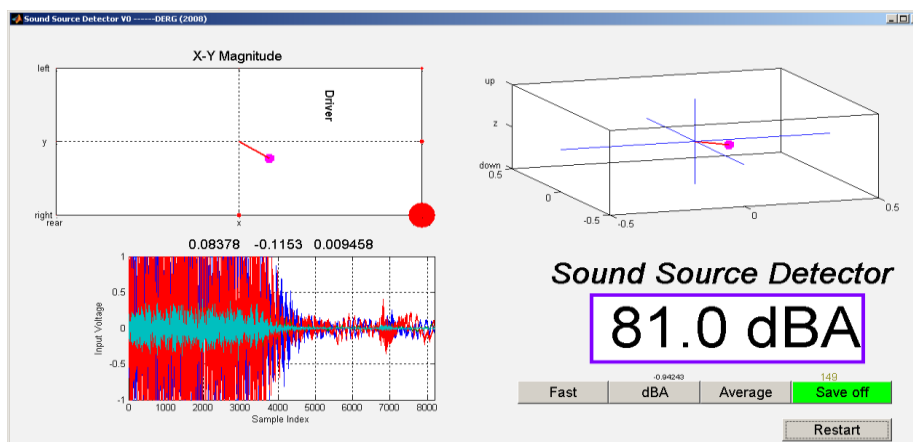 Sound Source Detector V0 ------DERG (2008)
X-Y Magnitude
left
y
right
rear
x
Driver
up
z
down
0.5
0
-0.5
-0.5
0
0.5
0.08378 -0.1153 0.009458
Input Voltage
1
0.5
0
-0.5
-1
0 1000 2000 3000 4000 5000 6000 7000 8000
Sample Index
Sound Source Detector
81.0 dBA
-0.94243 149
Fast dBA Average Save off
Restart